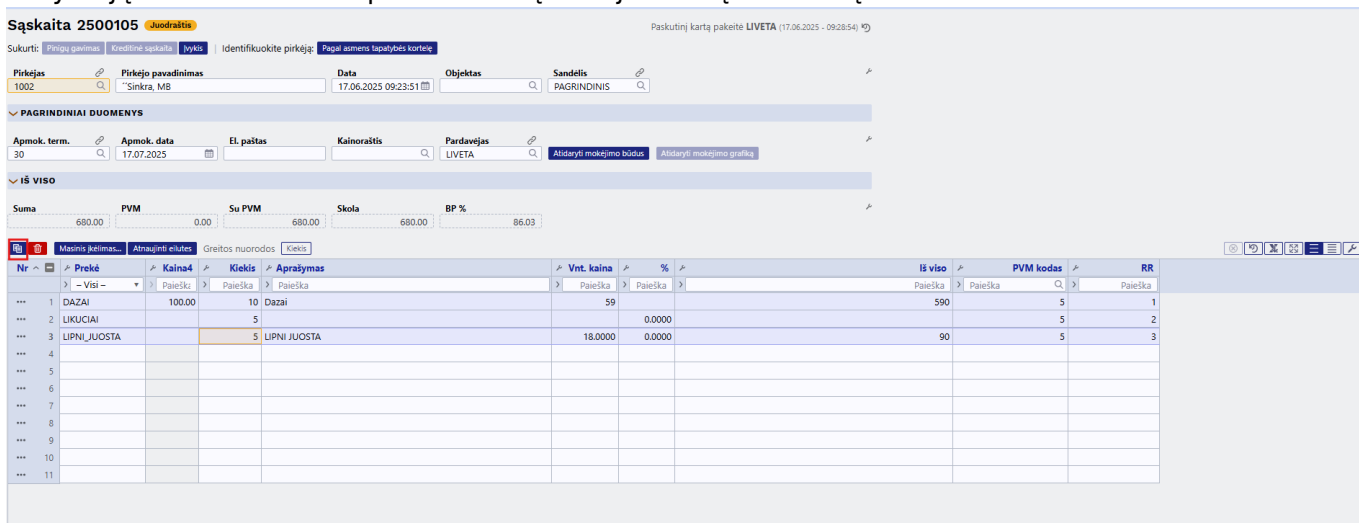 Sąskaita 2500105 Juodraštis
Paskutinį kartą pakeitė LIVETA (17.06.2025 - 09:28:54)
Sukurti: Pinigų gavimas Kreditinė sąskaita Įvykis Identifikuokite pirkėją: Pagal asmens tapatybės kortelę
Pirkėjas Pirkėjo pavadinimas Data Objektas Sandėlis
1002 ``Sinkra, MB 17.06.2025 09:23:51 PAGRINDINIS
PAGRINDINIAI DUOMENYS
Apmok. term. Apmok. data El. paštas Kainoraštis Pardavėjas
30 17.07.2025 LIVETA Atidaryti mokėjimo būdus Atidaryti mokėjimo grafiką
IŠ VISO
Suma PVM Su PVM Skola BP %
680.00 0.00 680.00 680.00 86.03
Masinis įkėlimas... Atnaujinti eilutes Greitos nuorodos Kiekis
Nr Prekė Kaina4 Kiekis Aprašymas Vnt. kaina % Iš viso PVM kodas RR
– Visi – Paieška Paieška Paieška Paieška Paieška Paieška Paieška Paieška
1 DAZAI 100.00 10 Dazai 59 590 5 1
2 LIKUCIAI 5 0.0000 5 2
3 LIPNI_JUOSTA 5 LIPNI JUOSTA 18.0000 0.0000 90 5 3
4
5
6
7
8
9
10
11